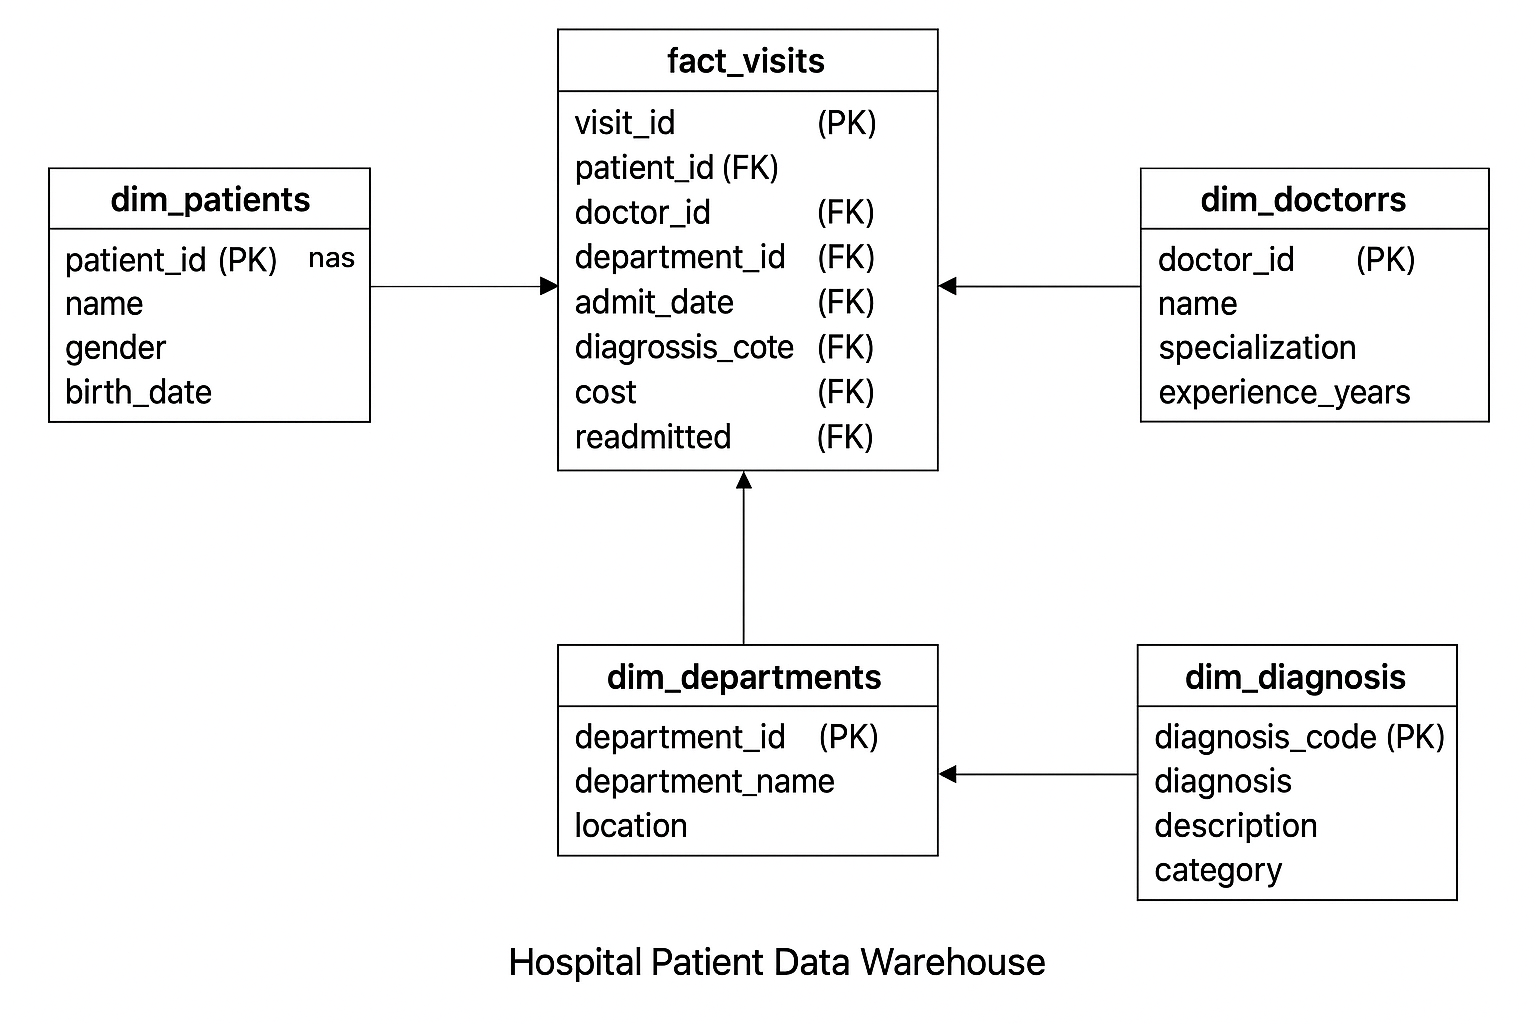 fact_visits
visit_id (PK)
patient_id (FK)
doctor_id (FK)
department_id (FK)
admit_date (FK)
diagrossis_cote (FK)
cost (FK)
readmitted (FK)
dim_patients
patient_id (PK) nas
name
gender
birth_date
dim_doctorrs
doctor_id (PK)
name
specialization
experience_years
dim_departments
department_id (PK)
department_name
location
dim_diagnosis
diagnosis_code (PK)
diagnosis
description
category
Hospital Patient Data Warehouse